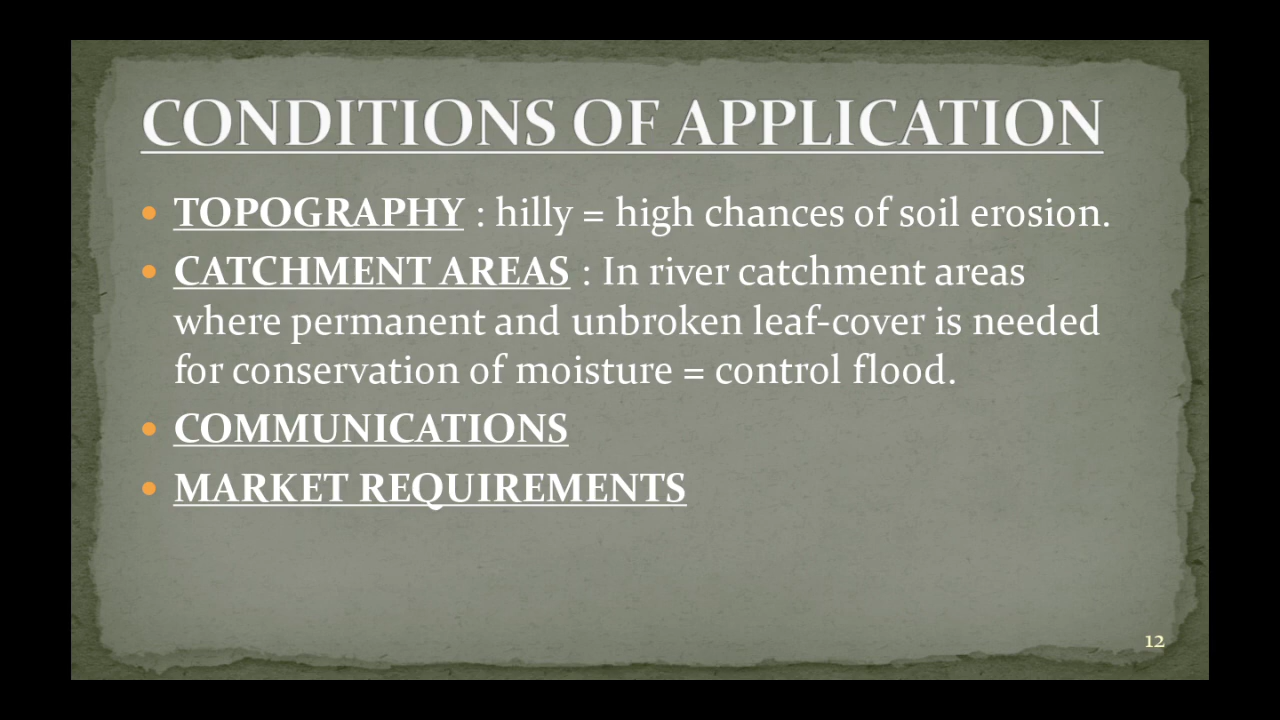 CONDITIONS OF APPLICATION
• TOPOGRAPHY : hilly = high chances of soil erosion.
• CATCHMENT AREAS : In river catchment areas
where permanent and unbroken leaf-cover is needed
for conservation of moisture = control flood.
• COMMUNICATIONS
• MARKET REQUIREMENTS
12